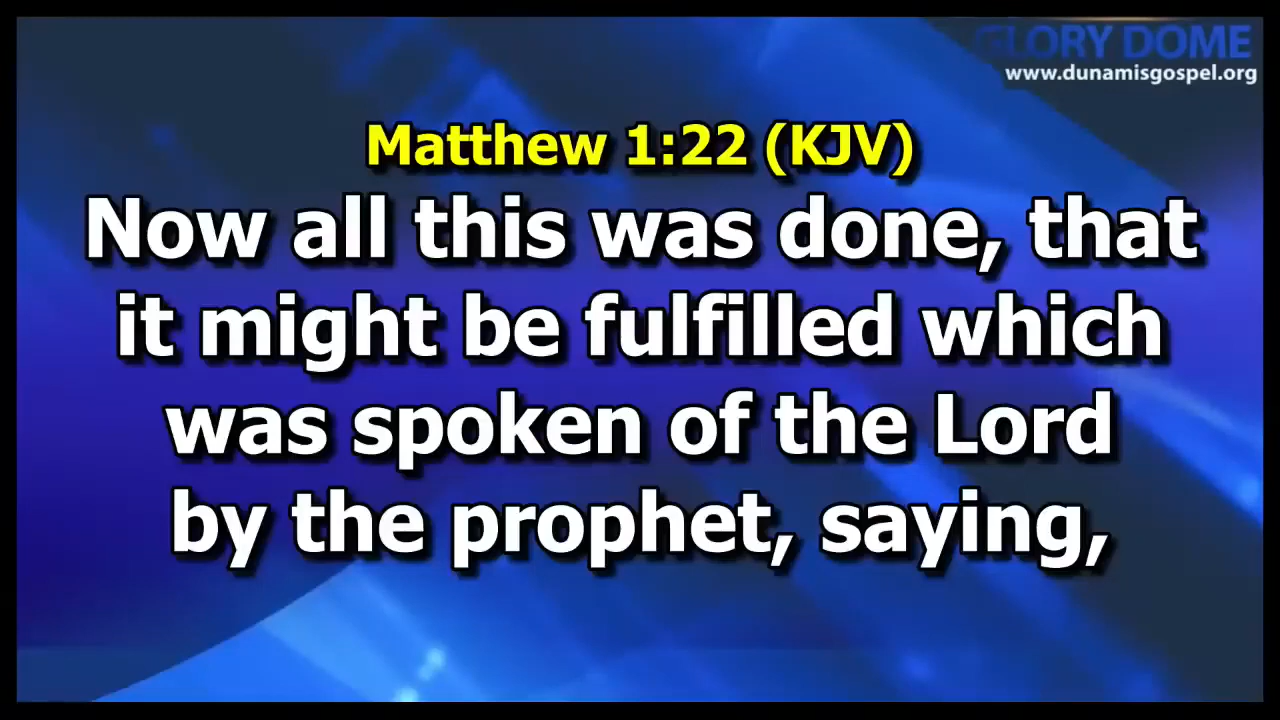 GLORY DOME
www.dunamisgospel.org
Matthew 1:22 (KJV)
Now all this was done, that
it might be fulfilled which
was spoken of the Lord
by the prophet, saying,